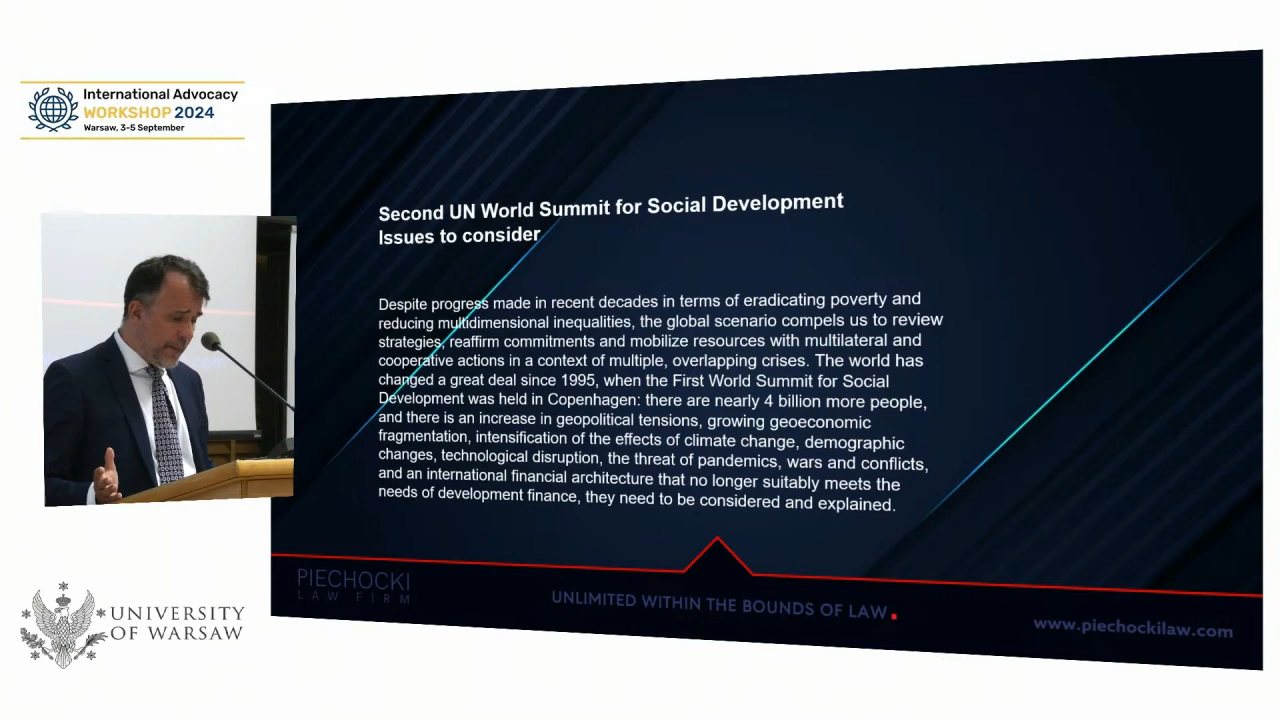 International Advocacy
WORKSHOP 2024
Warsaw, 3-5 September
Second UN World Summit for Social Development
Issues to consider
Despite progress made in recent decades in terms of eradicating poverty and
reducing multidimensional inequalities, the global scenario compels us to review
strategies, reaffirm commitments and mobilize resources with multilateral and
cooperative actions in a context of multiple, overlapping crises. The world has
changed a great deal since 1995, when the First World Summit for Social
Development was held in Copenhagen: there are nearly 4 billion more people,
and there is an increase in geopolitical tensions, growing geoeconomic
fragmentation, intensification of the effects of climate change, demographic
changes, technological disruption, the threat of pandemics, wars and conflicts,
and an international financial architecture that no longer suitably meets the
needs of development finance, they need to be considered and explained.
PIECHOCKI
LAW FIRM
UNLIMITED WITHIN THE BOUNDS OF LAW.
www.piechockilaw.com
UNIVERSITY
OF WARSAW